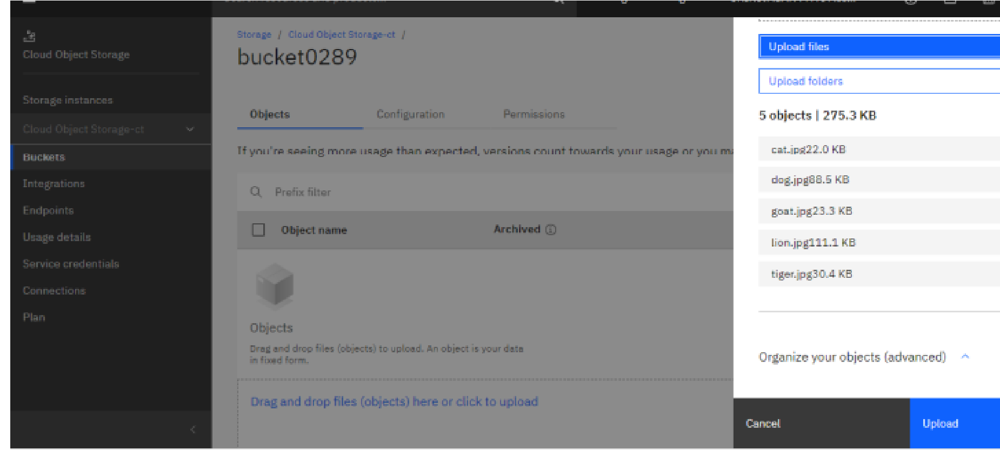 Cloud Object Storage
Storage instances
Cloud Object Storage-ct
Buckets
Integrations
Endpoints
Usage details
Service credentials
Connections
Plan
Storage / Cloud Object Storage-ct /
bucket0289
Objects Configuration Permissions
If you're seeing more usage than expected, versions count towards your usage or you
Prefix filter
Object name Archived
Objects
Drag and drop files (objects) to upload. An object is your data
in fixed form.
Drag and drop files (objects) here or click to upload
Upload files
Upload folders
5 objects | 275.3 KB
cat.jpg22.0 KB
dog.jpg88.5 KB
goat.jpg23.3 KB
lion.jpg111.1 KB
tiger.jpg30.4 KB
Organize your objects (advanced)
Cancel Upload